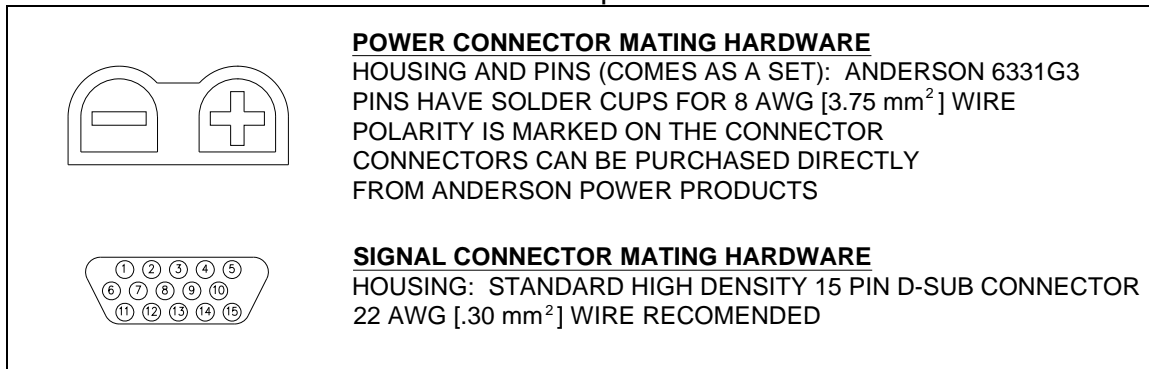 POWER CONNECTOR MATING HARDWARE
HOUSING AND PINS (COMES AS A SET): ANDERSON 6331G3
PINS HAVE SOLDER CUPS FOR 8 AWG [3.75 mm²] WIRE
POLARITY IS MARKED ON THE CONNECTOR
CONNECTORS CAN BE PURCHASED DIRECTLY
FROM ANDERSON POWER PRODUCTS
SIGNAL CONNECTOR MATING HARDWARE
HOUSING: STANDARD HIGH DENSITY 15 PIN D-SUB CONNECTOR
22 AWG [.30 mm²] WIRE RECOMENDED
1 2 3 4 5
6 7 8 9 10
11 12 13 14 15